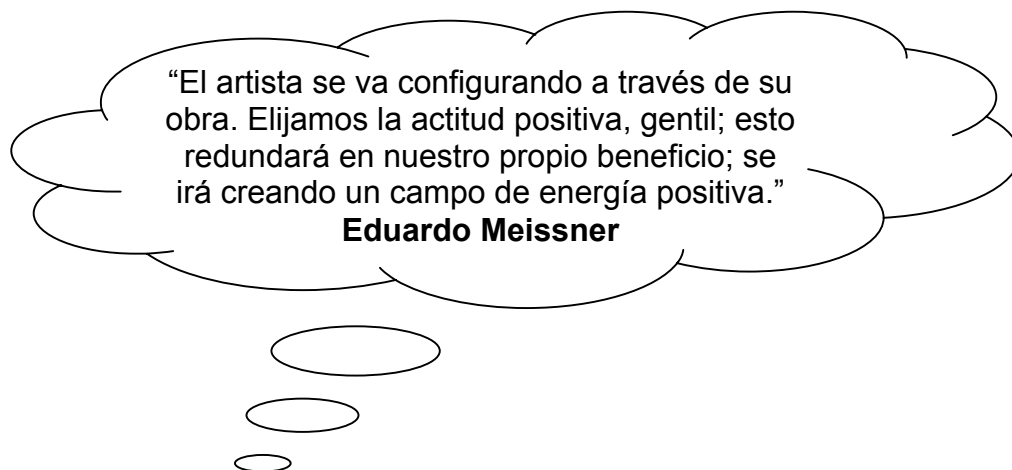 “El artista se va configurando a través de su
obra. Elijamos la actitud positiva, gentil; esto
redundará en nuestro propio beneficio; se
irá creando un campo de energía positiva.”
Eduardo Meissner